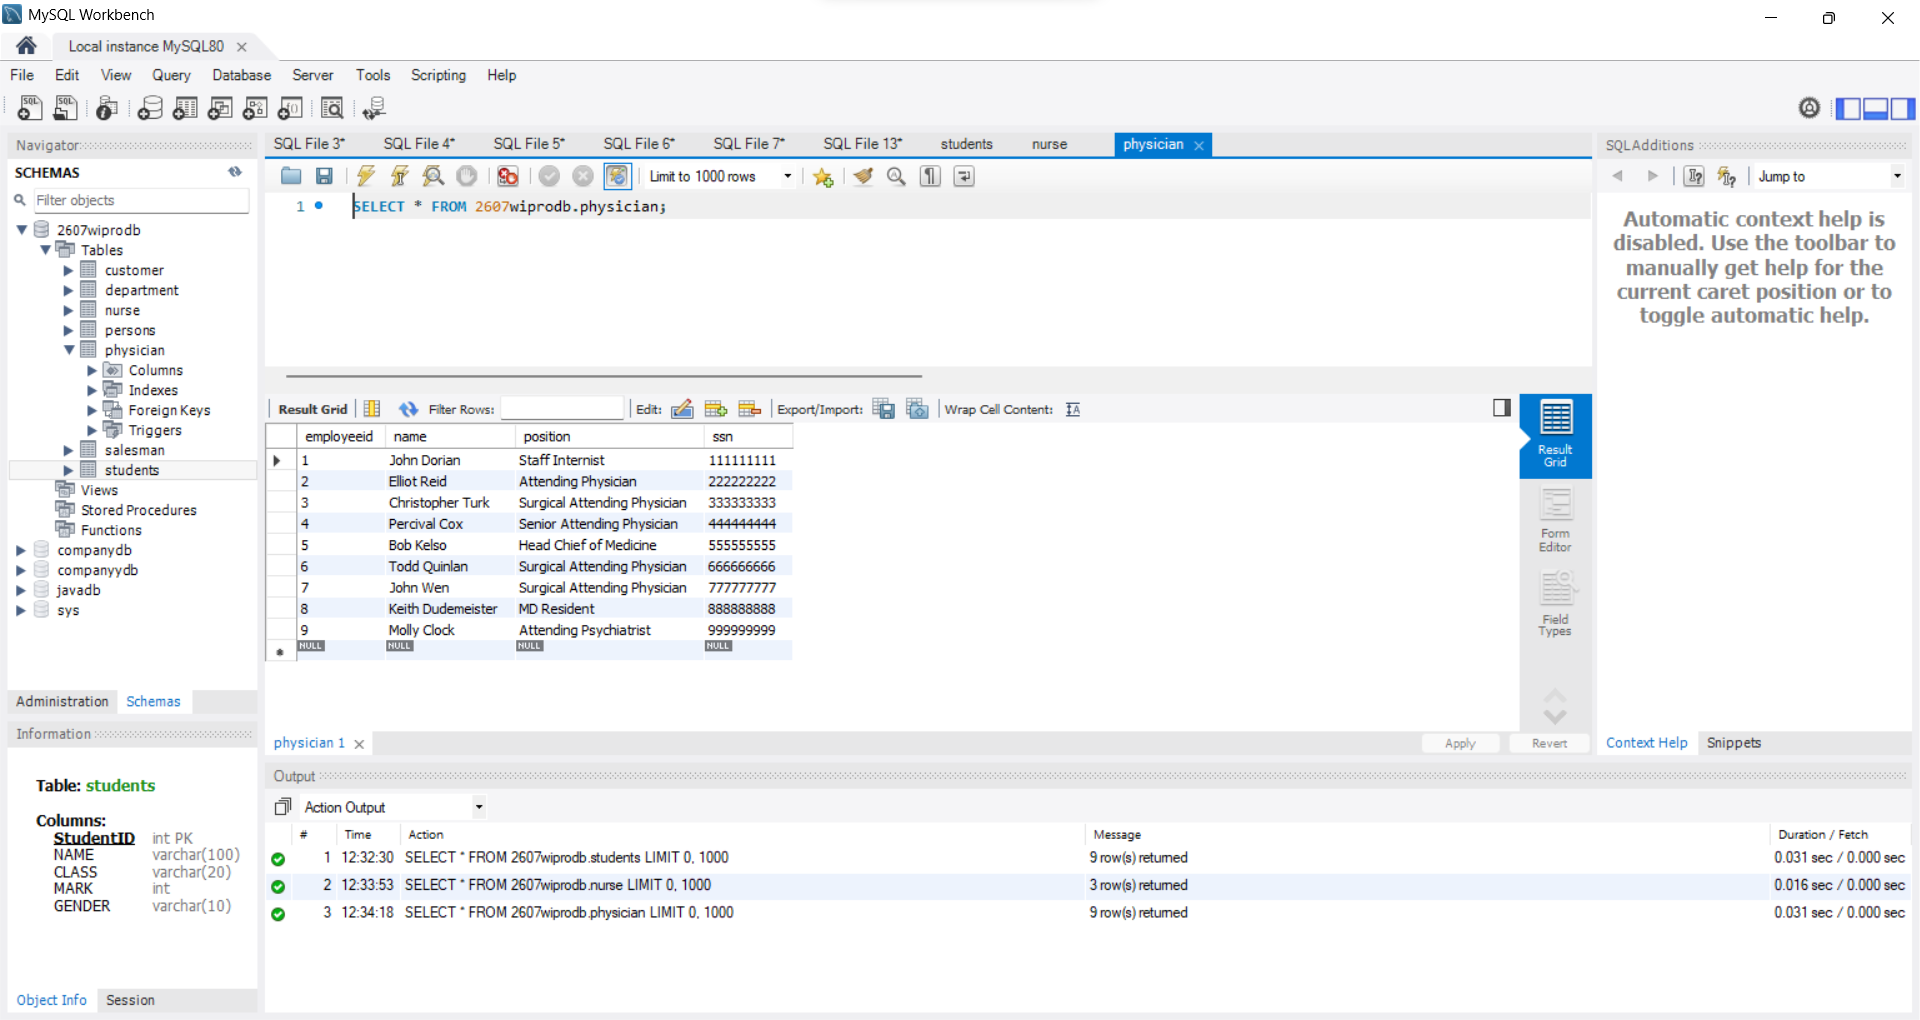 MySQL Workbench
Local instance MySQL80
File Edit View Query Database Server Tools Scripting Help
Navigator
SCHEMAS
Filter objects
2607wiprodb
Tables
customer
department
nurse
persons
physician
Columns
Indexes
Foreign Keys
Triggers
salesman
students
Views
Stored Procedures
Functions
companydb
companyydb
javadb
sys
Administration Schemas
Information
Table: students
Columns:
StudentID int PK
NAME varchar(100)
CLASS varchar(20)
MARK int
GENDER varchar(10)
Object Info Session
SQL File 3* SQL File 4* SQL File 5* SQL File 6* SQL File 7* SQL File 13* students nurse physician
Limit to 1000 rows
1 SELECT * FROM 2607wiprodb.physician;
Result Grid Filter Rows: Edit: Export/Import: Wrap Cell Content:
employeeid name position ssn
1 John Dorian Staff Internist 111111111
2 Elliot Reid Attending Physician 222222222
3 Christopher Turk Surgical Attending Physician 333333333
4 Percival Cox Senior Attending Physician 444444444
5 Bob Kelso Head Chief of Medicine 555555555
6 Todd Quinlan Surgical Attending Physician 666666666
7 John Wen Surgical Attending Physician 777777777
8 Keith Dudemeister MD Resident 888888888
9 Molly Clock Attending Psychiatrist 999999999
NULL NULL NULL NULL
Result
Grid
Form
Editor
Field
Types
physician 1
Apply Revert
Output
Action Output
# Time Action Message Duration / Fetch
1 12:32:30 SELECT * FROM 2607wiprodb.students LIMIT 0, 1000 9 row(s) returned 0.031 sec / 0.000 sec
2 12:33:53 SELECT * FROM 2607wiprodb.nurse LIMIT 0, 1000 3 row(s) returned 0.016 sec / 0.000 sec
3 12:34:18 SELECT * FROM 2607wiprodb.physician LIMIT 0, 1000 9 row(s) returned 0.031 sec / 0.000 sec
SQLAdditions
Jump to
Automatic context help is
disabled. Use the toolbar to
manually get help for the
current caret position or to
toggle automatic help.
Context Help Snippets